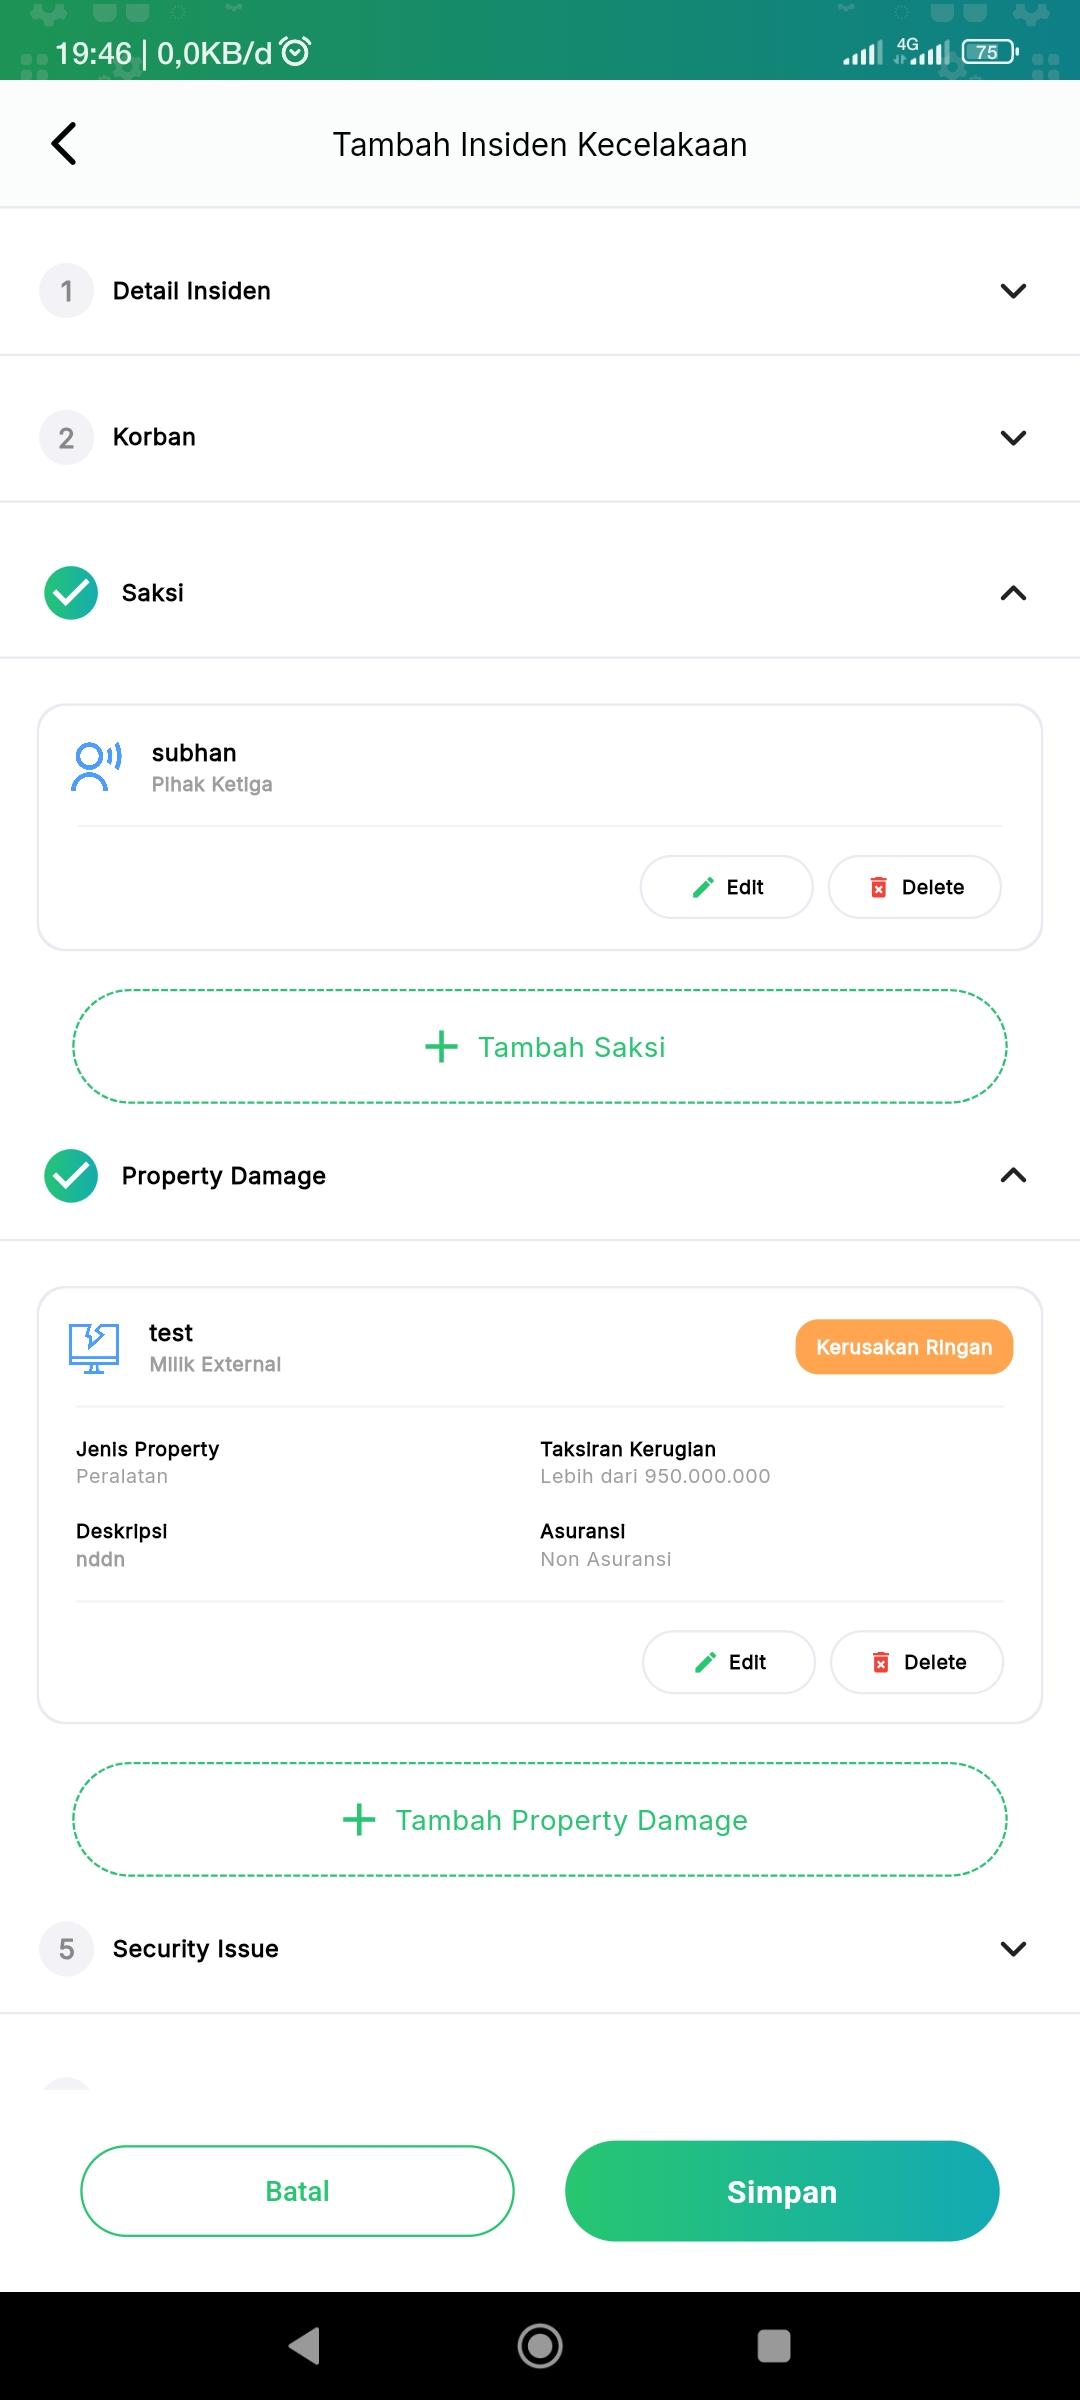 19:46 | 0,0KB/d
4G
75
Tambah Insiden Kecelakaan
1
Detail Insiden
2
Korban
Saksi
subhan
Pihak Ketiga
Edit
Delete
+ Tambah Saksi
Property Damage
test
Milik External
Kerusakan Ringan
Jenis Property
Peralatan
Taksiran Kerugian
Lebih dari 950.000.000
Deskripsi
nddn
Asuransi
Non Asuransi
Edit
Delete
+ Tambah Property Damage
5
Security Issue
Batal
Simpan